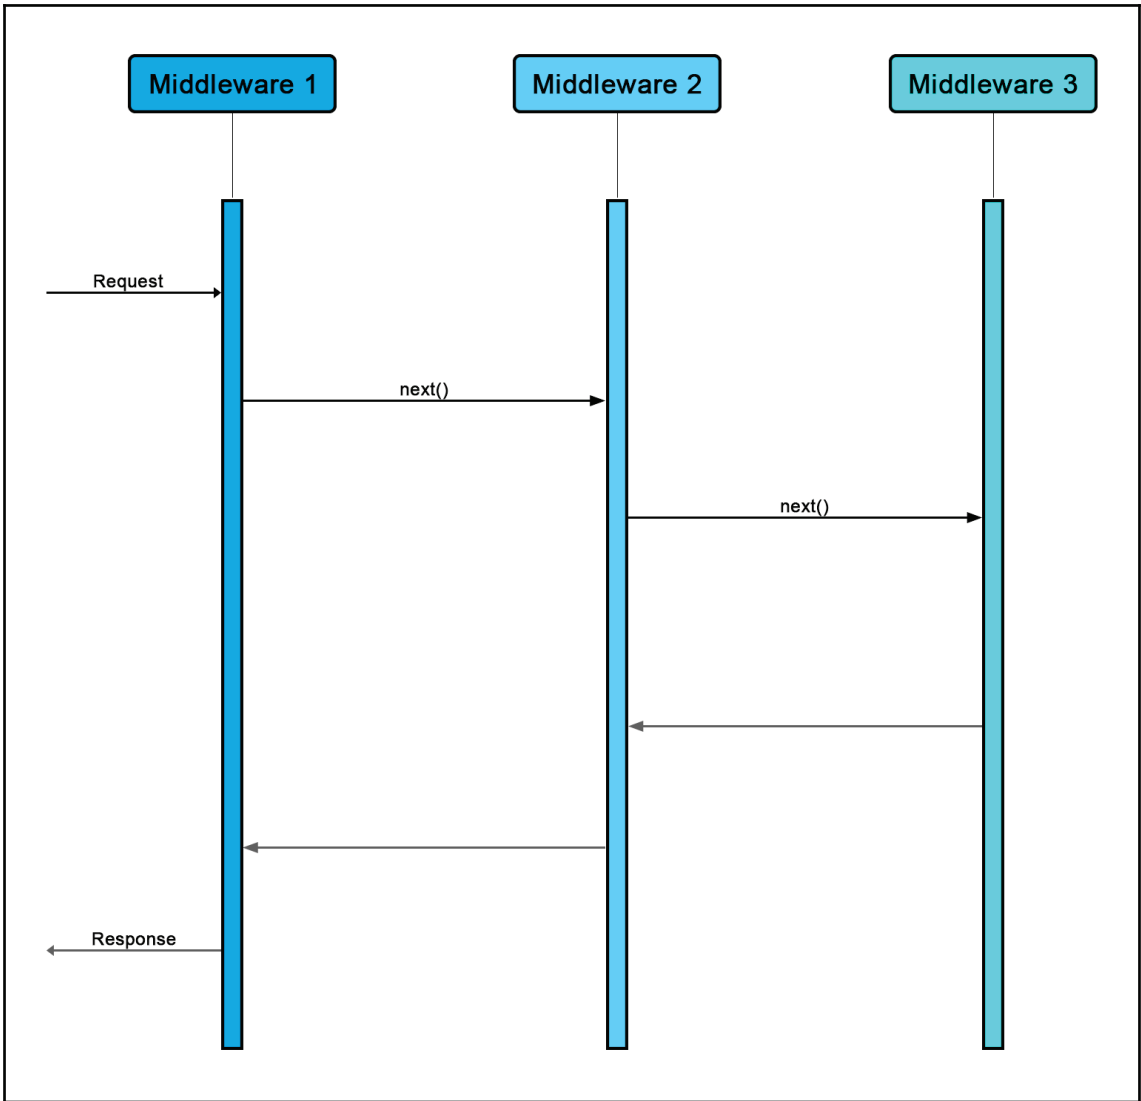 Middleware 1
Middleware 2
Middleware 3
Request
next()
next()
Response